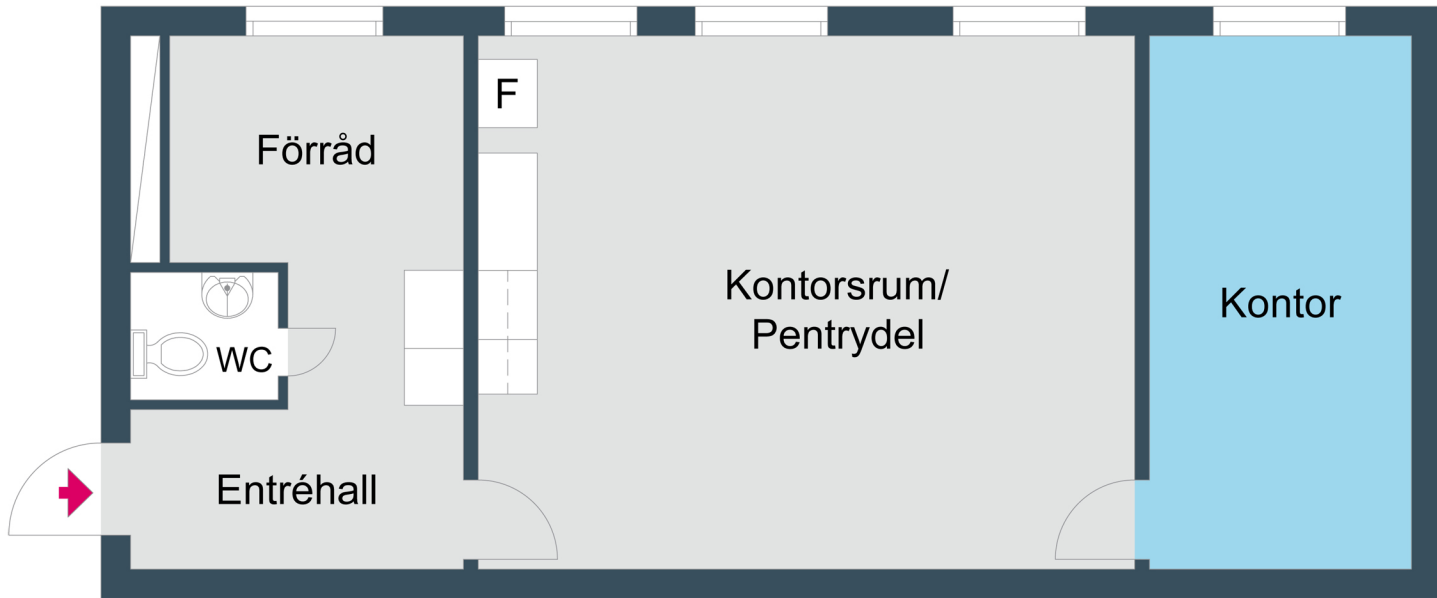 F
Förråd
Kontorsrum/
Pentrydel
Kontor
WC
Entréhall